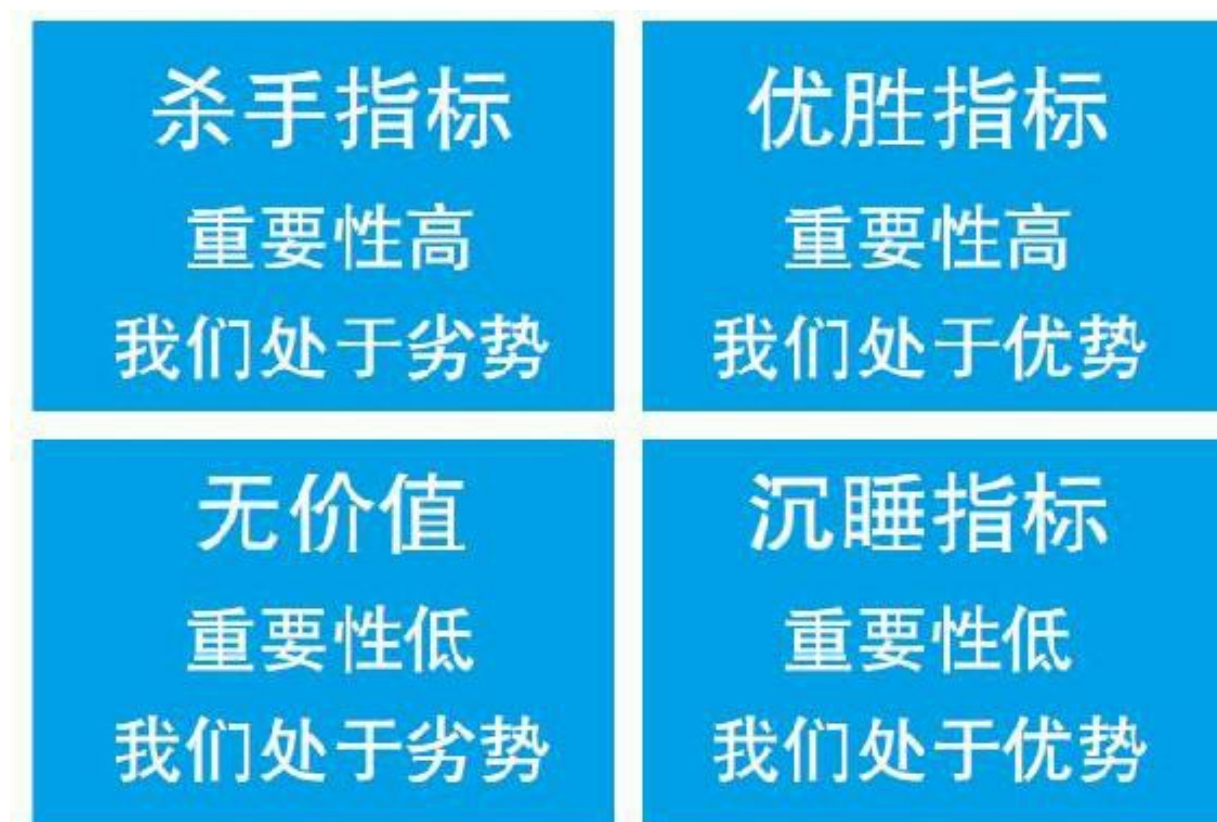 杀手指标
重要性高
我们处于劣势
优胜指标
重要性高
我们处于优势
无价值
重要性低
我们处于劣势
沉睡指标
重要性低
我们处于优势